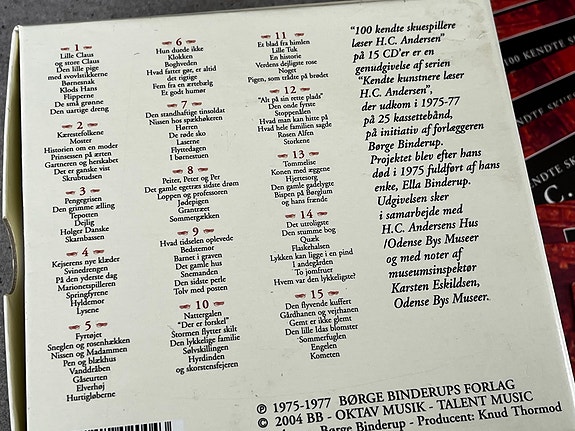 1
Lille Claus
og store Claus
Den lille pige
med svovlstikkerne
Børnesnak
Klods Hans
Flipperne
De små grønne
Den uartige dreng
2
Kærestefolkene
Moster
Historien om en moder
Prinsessen på ærten
Gartneren og herskabet
Det er ganske vist
Skrubudsen
3
Pengegrisen
Den grimme ælling
Tepotten
Dejlig
Holger Danske
Skarnbassen
4
Kejserens nye klæder
Svinedrengen
På den yderste dag
Marionetspilleren
Springfyrene
Hyldemor
Lysene
5
Fyrtøjet
Sneglen og rosenhækken
Nissen og Madammen
Pen og blækhus
Vanddråben
Gåseurten
Elverhøj
Hurtigløberne
6
Hun duede ikke
Klokken
Boghveden
Hvad fatter gør, er altid
det rigtige
Fem fra en ærtebælg
Et godt humør
7
Den standhaftige tinsoldat
Nissen hos spækhøkeren
Hørren
De røde sko
Laserne
Flyttedagen
I børnestuen
8
Peiter, Peter og Per
Det gamle egetræs sidste drøm
Loppen og professoren
Jødepigen
Grantræet
Sommergækken
9
Hvad tidselen oplevede
Bedstemor
Barnet i graven
Det gamle hus
Snemanden
Den sidste perle
Tolv med posten
10
Nattergalen
"Der er forskel"
Stormen flytter skilt
Den lykkelige familie
Sølvskillingen
Hyrdinden
og skorstensfejeren
11
Et blad fra himlen
Lille Tuk
En historie
Verdens dejligste rose
Noget
Pigen, som trådte på brødet
12
"Alt på sin rette plads"
Den onde fyrste
Stoppenålen
Hvad man kan hitte på
Hvad hele familien sagde
Rosen Alfen
Storkene
13
Tommelise
Konen med æggene
Hjertesorg
Den gamle gadelygte
Bispen på Børglum
og hans frænde
14
Det utroligste
Den stumme bog
Quæk
Flaskehalsen
Lykken kan ligge i en pind
I andegården
To jomfruer
Hvem var den lykkeligste?
15
Den flyvende kuffert
Gårdhanen og vejrhanen
Gemt er ikke glemt
Den lille Idas blomster
Sommerfuglen
Engelen
Kometen
"100 kendte skuespillere
læser H.C. Andersen"
på 15 CD'er er en
genudgivelse af serien
"Kendte kunstnere læser
H.C. Andersen",
der udkom i 1975-77
på 25 kassettebånd,
på initiativ af forlæggeren
Børge Binderup.
Projektet blev efter hans
død i 1975 fuldført af hans
enke, Ella Binderup.
Udgivelsen sker
i samarbejde med
H.C. Andersens Hus
/Odense Bys Museer
og med noter af
museumsinspektør
Karsten Eskildsen,
Odense Bys Museer.
℗ 1975-1977 BØRGE BINDERUPS FORLAG
© 2004 BB - OKTAV MUSIK - TALENT MUSIC
Børge Binderup - Producer: Knud Thormod
100 KENDTE SKUE
KENDTE SKUESP
C.